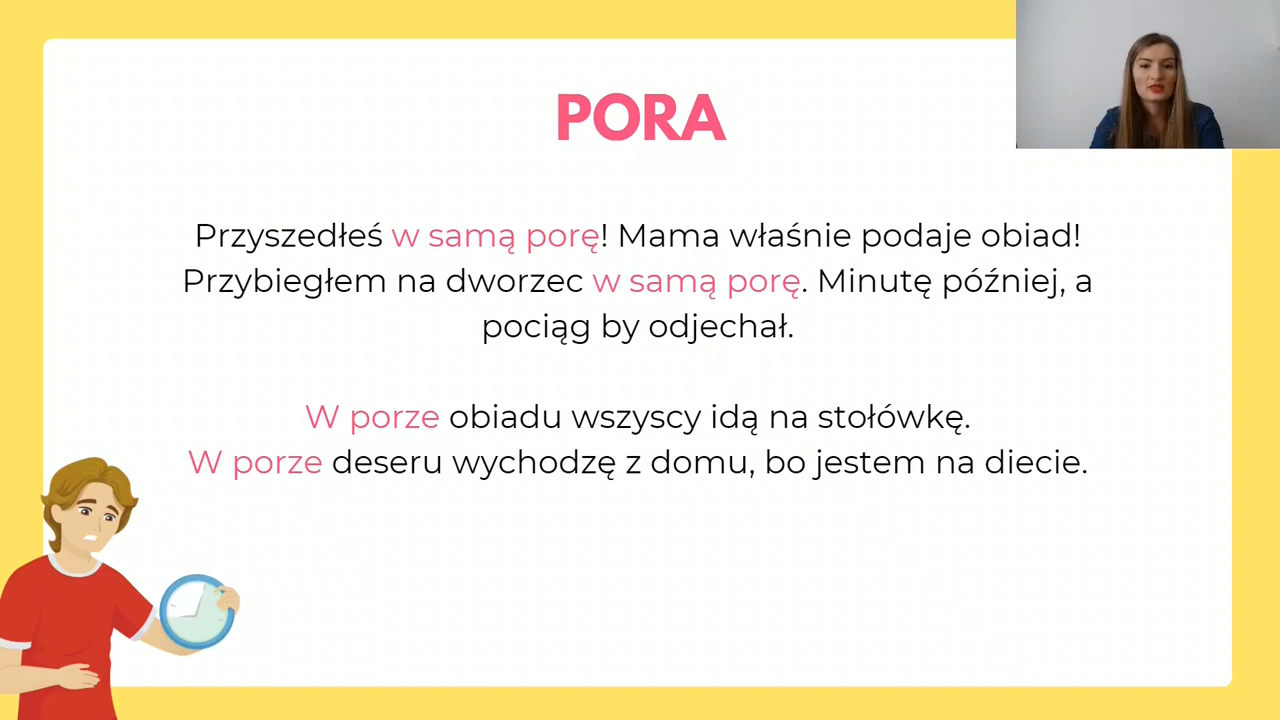 PORA
Przyszedłeś w samą porę! Mama właśnie podaje obiad!
Przybiegłem na dworzec w samą porę. Minutę później, a
pociąg by odjechał.
W porze obiadu wszyscy idą na stołówkę.
W porze deseru wychodzę z domu, bo jestem na diecie.